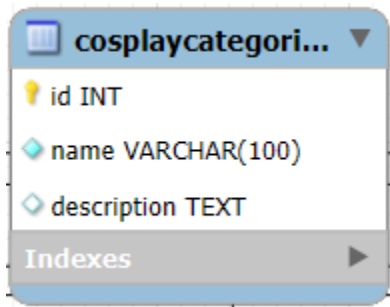 cosplaycategori...
id INT
name VARCHAR(100)
description TEXT
Indexes